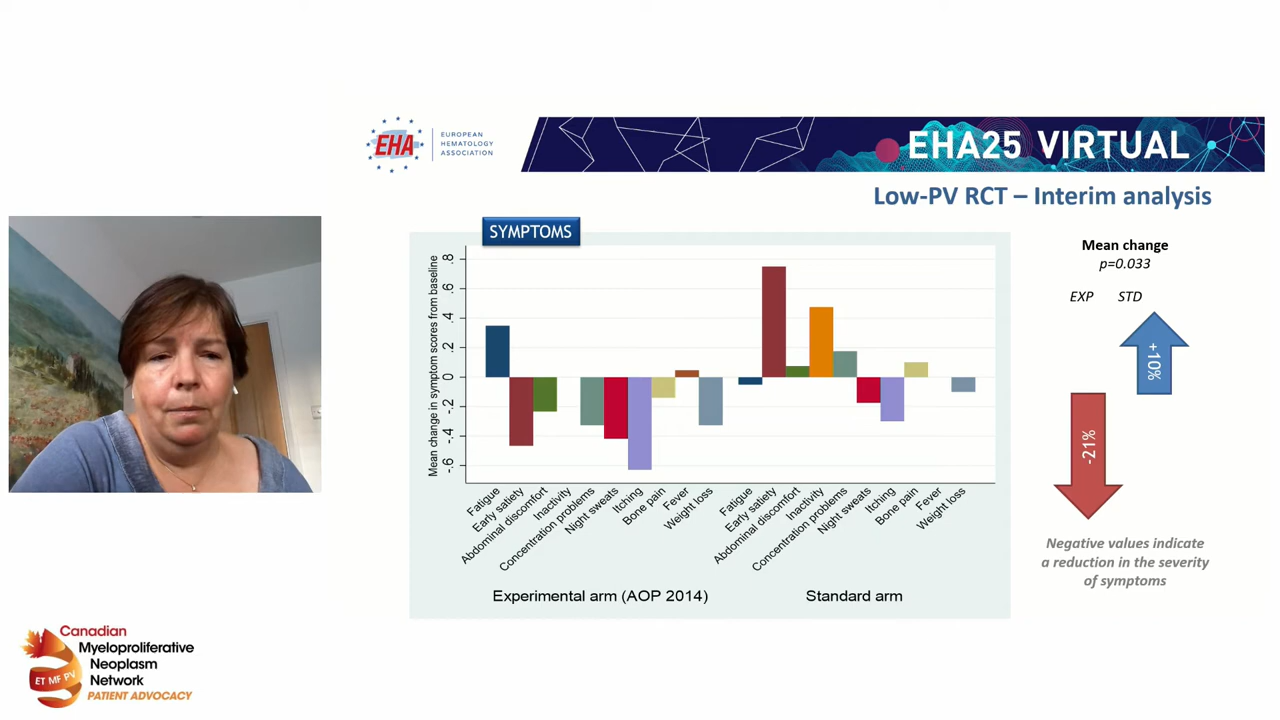 EHA
EUROPEAN
HEMATOLOGY
ASSOCIATION
EHA25 VIRTUAL
Low-PV RCT – Interim analysis
SYMPTOMS
Mean change in symptom scores from baseline
.8
.6
.4
.2
0
-.2
-.4
-.6
Fatigue
Early satiety
Abdominal discomfort
Inactivity
Concentration problems
Night sweats
Itching
Bone pain
Fever
Weight loss
Fatigue
Early satiety
Abdominal discomfort
Inactivity
Concentration problems
Night sweats
Itching
Bone pain
Fever
Weight loss
Experimental arm (AOP 2014)
Standard arm
Mean change
p=0.033
EXP STD
+10%
-21%
Negative values indicate
a reduction in the severity
of symptoms
Canadian
Myeloproliferative
Neoplasm
Network
PATIENT ADVOCACY
ET MF PV